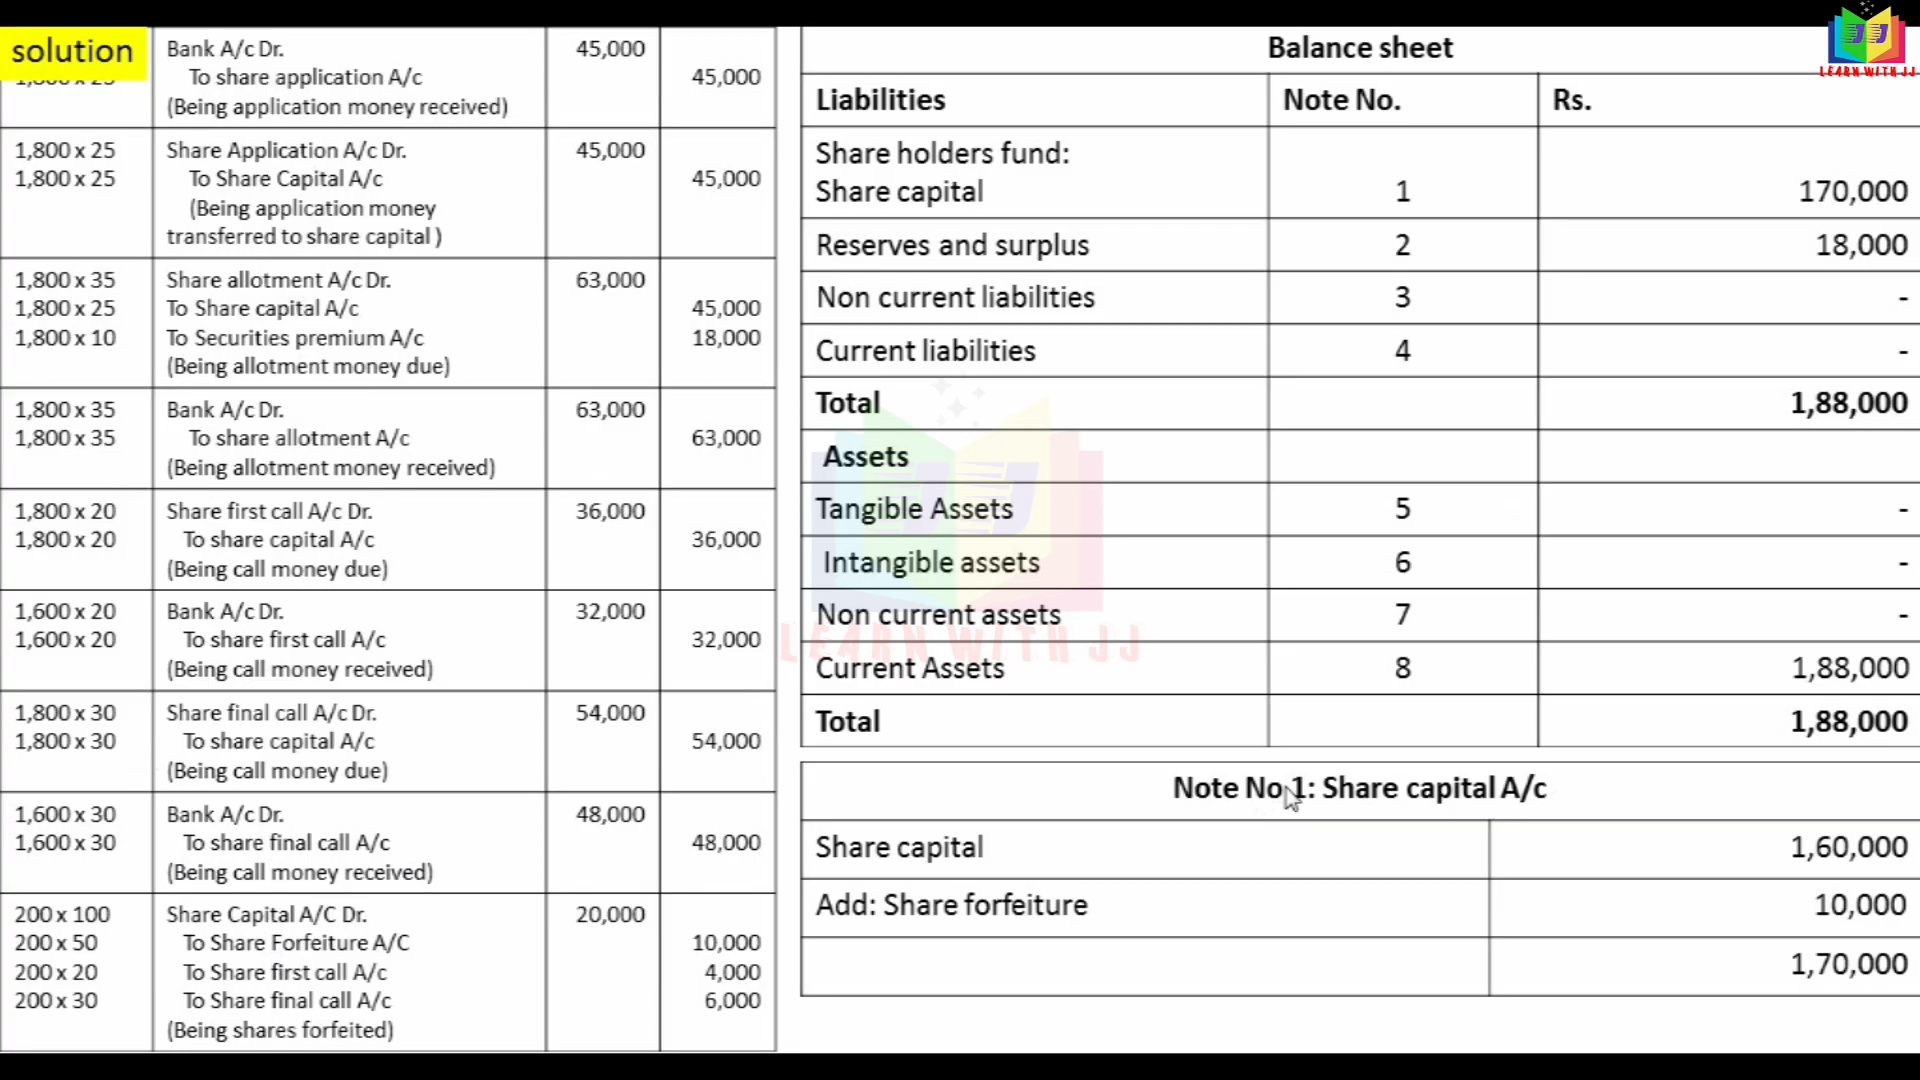 solution
Bank A/c Dr. 45,000
1,800 x 25 To share application A/c 45,000
(Being application money received)
1,800 x 25 Share Application A/c Dr. 45,000
1,800 x 25 To Share Capital A/c 45,000
(Being application money
transferred to share capital )
1,800 x 35 Share allotment A/c Dr. 63,000
1,800 x 25 To Share capital A/c 45,000
1,800 x 10 To Securities premium A/c 18,000
(Being allotment money due)
1,800 x 35 Bank A/c Dr. 63,000
1,800 x 35 To share allotment A/c 63,000
(Being allotment money received)
1,800 x 20 Share first call A/c Dr. 36,000
1,800 x 20 To share capital A/c 36,000
(Being call money due)
1,600 x 20 Bank A/c Dr. 32,000
1,600 x 20 To share first call A/c 32,000
(Being call money received)
1,800 x 30 Share final call A/c Dr. 54,000
1,800 x 30 To share capital A/c 54,000
(Being call money due)
1,600 x 30 Bank A/c Dr. 48,000
1,600 x 30 To share final call A/c 48,000
(Being call money received)
200 x 100 Share Capital A/C Dr. 20,000
200 x 50 To Share Forfeiture A/C 10,000
200 x 20 To Share first call A/c 4,000
200 x 30 To Share final call A/c 6,000
(Being shares forfeited)
Balance sheet
Liabilities Note No. Rs.
Share holders fund:
Share capital 1 170,000
Reserves and surplus 2 18,000
Non current liabilities 3 -
Current liabilities 4 -
Total 1,88,000
Assets
Tangible Assets 5 -
Intangible assets 6 -
Non current assets 7 -
Current Assets 8 1,88,000
Total 1,88,000
Note No 1: Share capital A/c
Share capital 1,60,000
Add: Share forfeiture 10,000
1,70,000
JJ
LEARN WITH JJ
JJ
LEARN WITH JJ